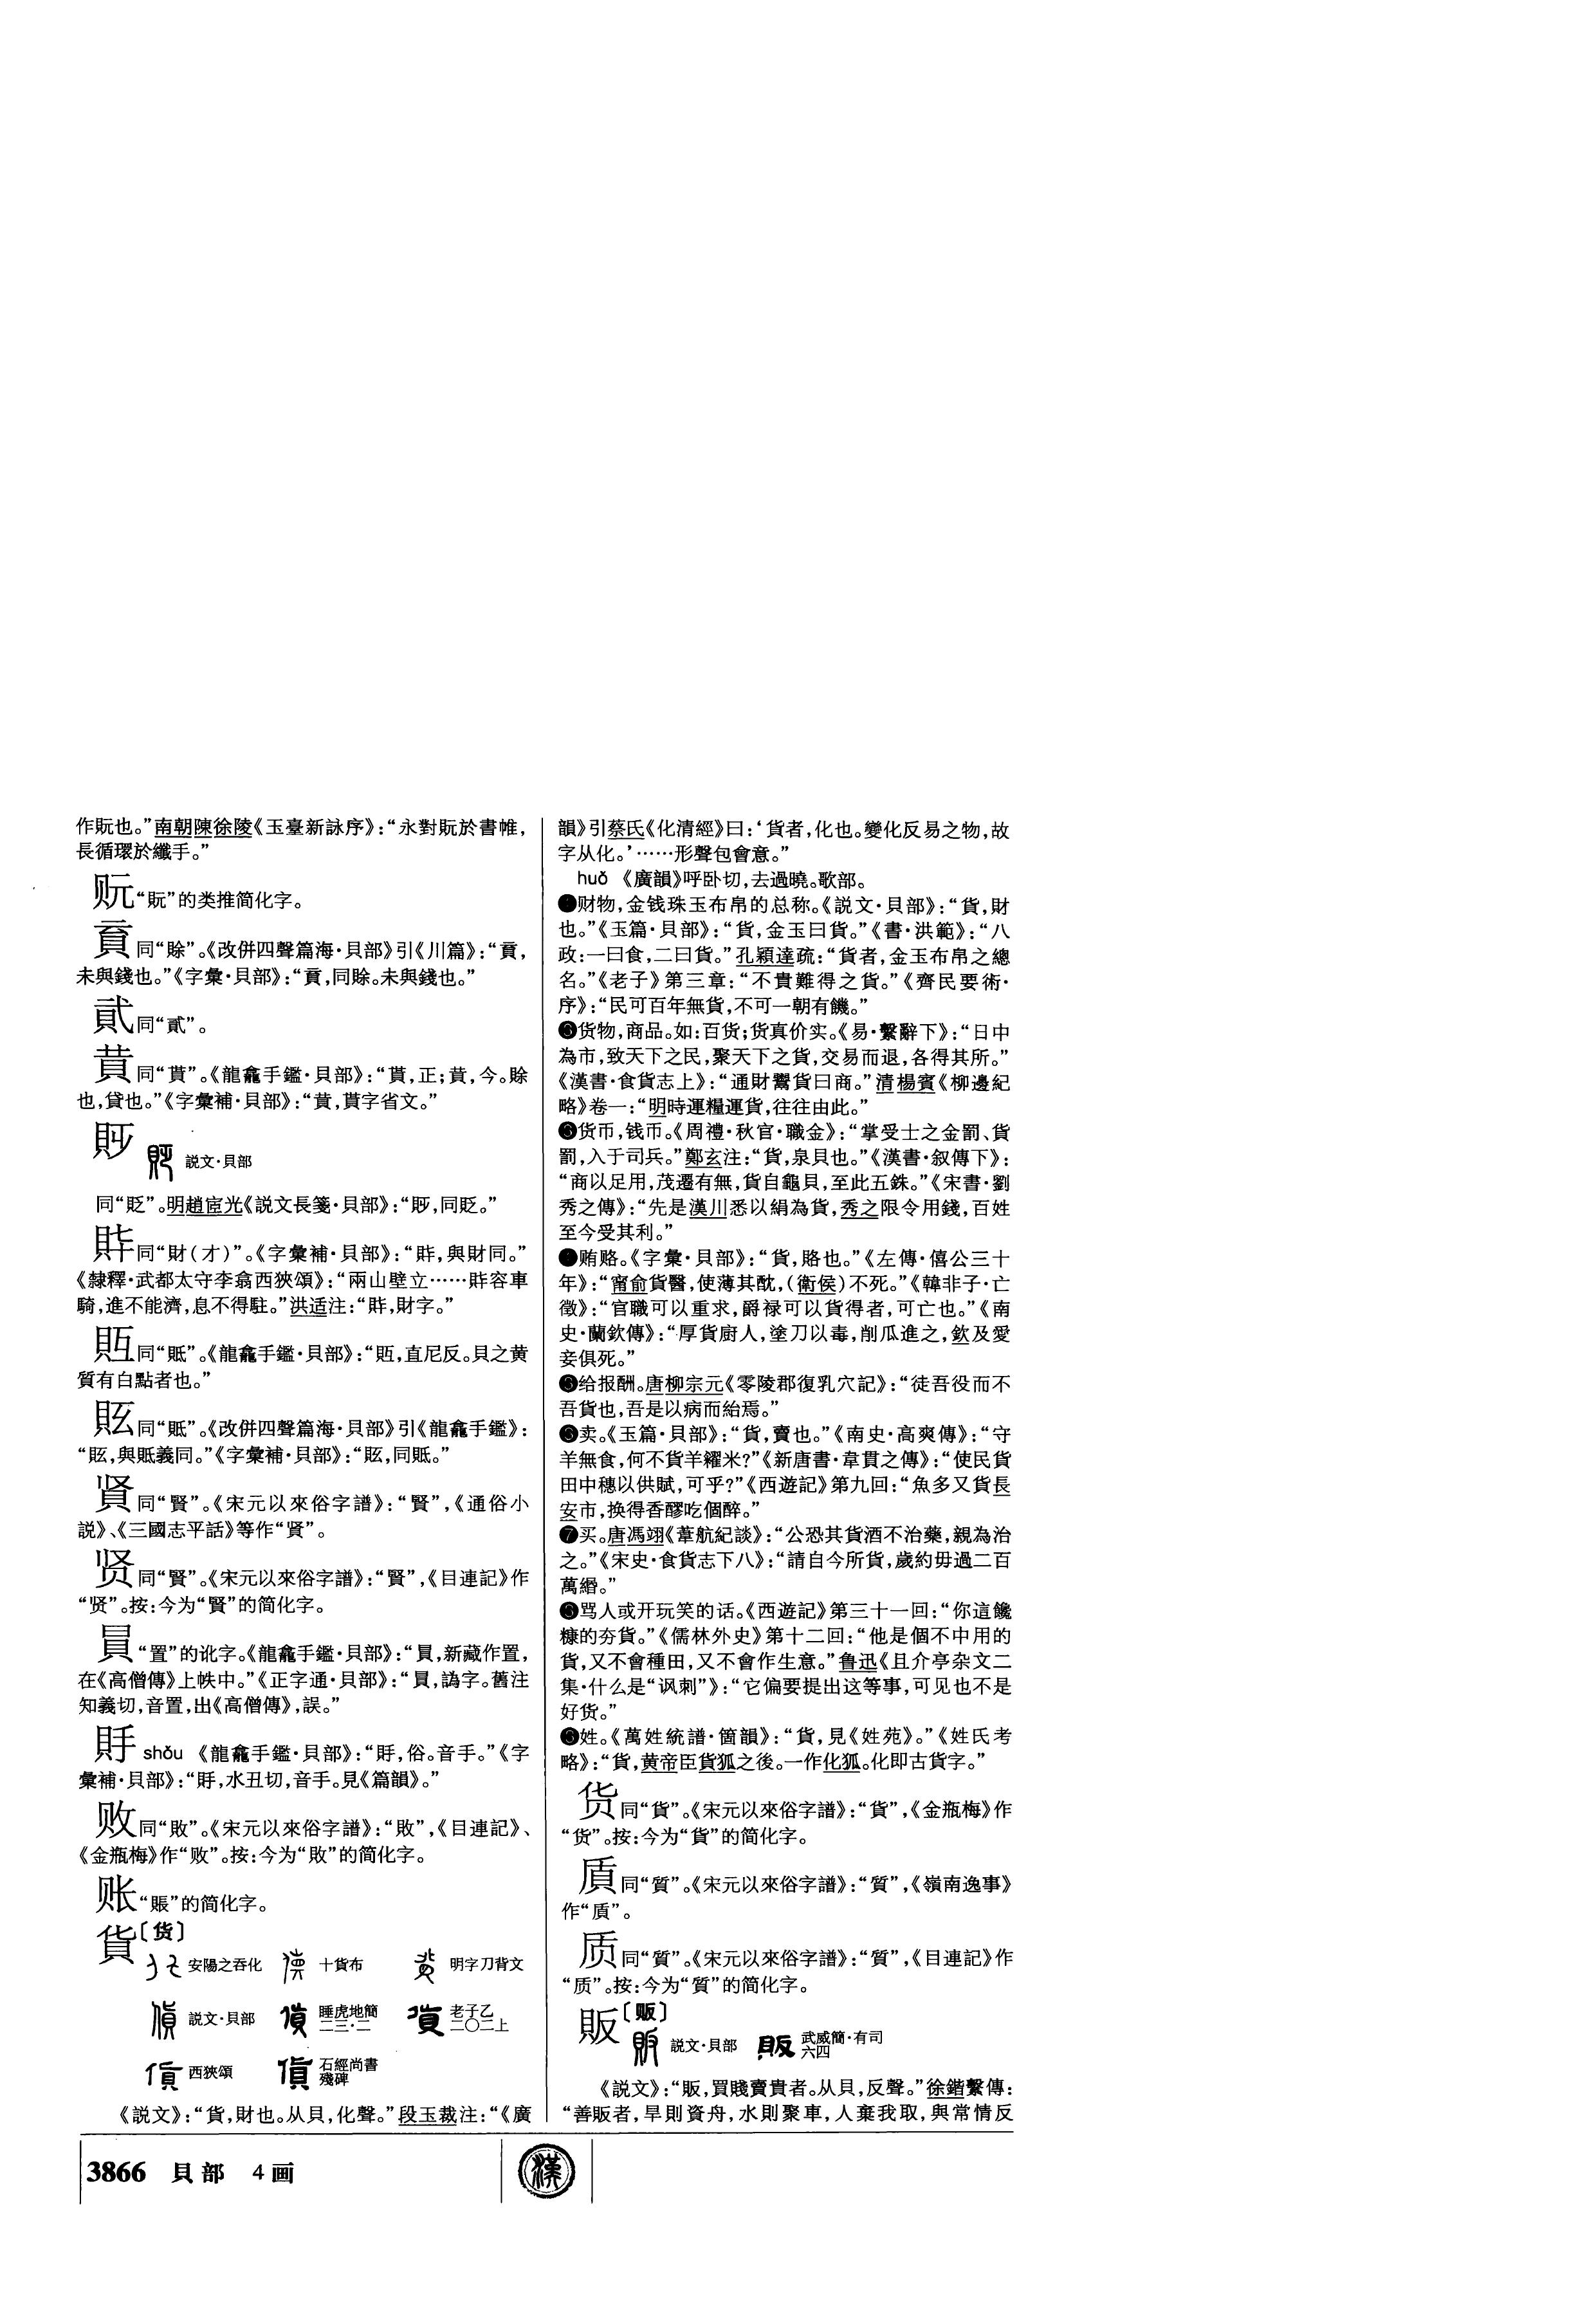 作貦也。”南朝陳徐陵《玉臺新詠序》：“永對貦於書帷，
長循環於纖手。”
“貦”的类推简化字。
同“賖”。《改併四聲篇海·貝部》引《川篇》：“
未與錢也。”《字彙·貝部》：“，同賖。未與錢也。”
貮同“貳”。
同“貰”。《龍龕手鑑·貝部》：“貰，正；，今。賖
也，貸也。”《字彙補·貝部》：“，貰字省文。”
説文·貝部
同“貶”。明趙宧光《説文長箋·貝部》：“，同貶。”
同“財（才）”。《字彙補·貝部》：“，與財同。”
《隸釋·武都太守李翕西狹頌》：“兩山壁立……容車
騎，進不能濟，息不得駐。”洪适注：“，財字。”
同“貾”。《龍龕手鑑·貝部》：“，直尼反。貝之黄
質有白點者也。”
同“貾”。《改併四聲篇海·貝部》引《龍龕手鑑》：
“，與貾義同。”《字彙補·貝部》：“，同貾。”
同“賢”。《宋元以來俗字譜》：“賢”，《通俗小
説》、《三國志平話》等作“”。
贤同“賢”。《宋元以來俗字譜》：“賢”，《目連記》作
“贤”。按：今为“賢”的简化字。
“置”的讹字。《龍龕手鑑·貝部》：“，新藏作置，
在《高僧傳》上帙中。”《正字通·貝部》：“，譌字。舊注
知義切，音置，出《高僧傳》，誤。”
shǒu 《龍龕手鑑·貝部》：“，俗。音手。”《字
彙補·貝部》：“，水丑切，音手。見《篇韻》。”
败同“敗”。《宋元以來俗字譜》：“敗”，《目連記》、
《金瓶梅》作“败”。按：今为“敗”的简化字。
账“賬”的简化字。
貨〔货〕
安陽之吞化 十貨布 明字刀背文
説文·貝部 睡虎地簡二三·二 老子乙二〇二上
西狹頌 石經尚書殘碑
《説文》：“貨，財也。从貝，化聲。”段玉裁注：“《廣
韻》引蔡氏《化清經》曰：‘貨者，化也。變化反易之物，故
字从化。’……形聲包會意。”
huò 《廣韻》呼卧切，去過曉。歌部。
❶财物，金钱珠玉布帛的总称。《説文·貝部》：“貨，財
也。”《玉篇·貝部》：“貨，金玉曰貨。”《書·洪範》：“八
政：一曰食，二曰貨。”孔穎達疏：“貨者，金玉布帛之總
名。”《老子》第三章：“不貴難得之貨。”《齊民要術·
序》：“民可百年無貨，不可一朝有饑。”
❷货物，商品。如：百货；货真价实。《易·繫辭下》：“日中
為市，致天下之民，聚天下之貨，交易而退，各得其所。”
《漢書·食貨志上》：“通財鬻貨曰商。”清楊賓《柳邊紀
略》卷一：“明時運糧運貨，往往由此。”
❸货币，钱币。《周禮·秋官·職金》：“掌受士之金罰、貨
罰，入于司兵。”鄭玄注：“貨，泉貝也。”《漢書·叙傳下》：
“商以足用，茂遷有無，貨自龜貝，至此五銖。”《宋書·劉
秀之傳》：“先是漢川悉以絹為貨，秀之限令用錢，百姓
至今受其利。”
❹贿赂。《字彙·貝部》：“貨，賂也。”《左傳·僖公三十
年》：“甯俞貨醫，使薄其酖，（衛侯）不死。”《韓非子·亡
徵》：“官職可以重求，爵禄可以貨得者，可亡也。”《南
史·蘭欽傳》：“厚貨廚人，塗刀以毒，削瓜進之，欽及愛
妾俱死。”
❺给报酬。唐柳宗元《零陵郡復乳穴記》：“徒吾役而不
吾貨也，吾是以病而紿焉。”
❻卖。《玉篇·貝部》：“貨，賣也。”《南史·高爽傳》：“守
羊無食，何不貨羊糴米？”《新唐書·韋貫之傳》：“使民貨
田中穗以供賦，可乎？”《西遊記》第九回：“魚多又貨長
安市，换得香醪吃個醉。”
❼买。唐馮翊《葦航紀談》：“公恐其貨酒不治藥，親為治
之。”《宋史·食貨志下八》：“請自今所貨，歲約毋過二百
萬緡。”
❽骂人或开玩笑的话。《西遊記》第三十一回：“你這饞
糠的夯貨。”《儒林外史》第十二回：“他是個不中用的
貨，又不會種田，又不會作生意。”鲁迅《且介亭杂文二
集·什么是“讽刺”》：“它偏要提出这等事，可见也不是
好货。”
❾姓。《萬姓統譜·箇韻》：“貨，見《姓苑》。”《姓氏考
略》：“貨，黄帝臣貨狐之後。一作化狐。化即古貨字。”
货同“貨”。《宋元以來俗字譜》：“貨”，《金瓶梅》作
“货”。按：今为“貨”的简化字。
同“質”。《宋元以來俗字譜》：“質”，《嶺南逸事》
作“”。
质同“質”。《宋元以來俗字譜》：“質”，《目連記》作
“质”。按：今为“質”的简化字。
販〔贩〕
説文·貝部 武威簡·有司六四
《説文》：“販，買賤賣貴者。从貝，反聲。”徐鍇繫傳：
“善販者，旱則資舟，水則聚車，人棄我取，與常情反
3866 貝部 4画
漢